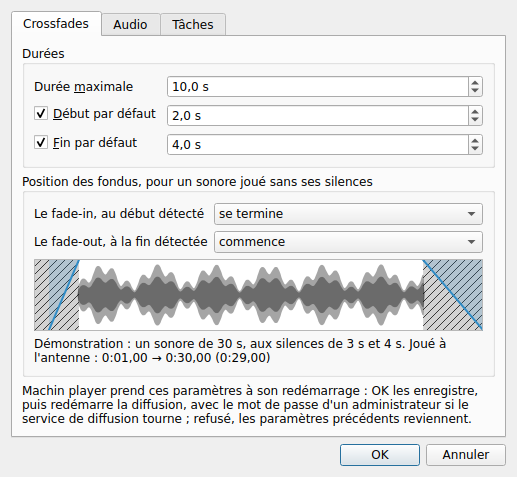 Crossfades
Audio
Tâches
Durées
Durée maximale
10,0 s
Début par défaut
2,0 s
Fin par défaut
4,0 s
Position des fondus, pour un sonore joué sans ses silences
Le fade-in, au début détecté
se termine
Le fade-out, à la fin détectée
commence
Démonstration : un sonore de 30 s, aux silences de 3 s et 4 s. Joué à
l'antenne : 0:01,00 → 0:30,00 (0:29,00)
Machin player prend ces paramètres à son redémarrage : OK les enregistre,
puis redémarre la diffusion, avec le mot de passe d'un administrateur si le
service de diffusion tourne ; refusé, les paramètres précédents reviennent.
OK
Annuler